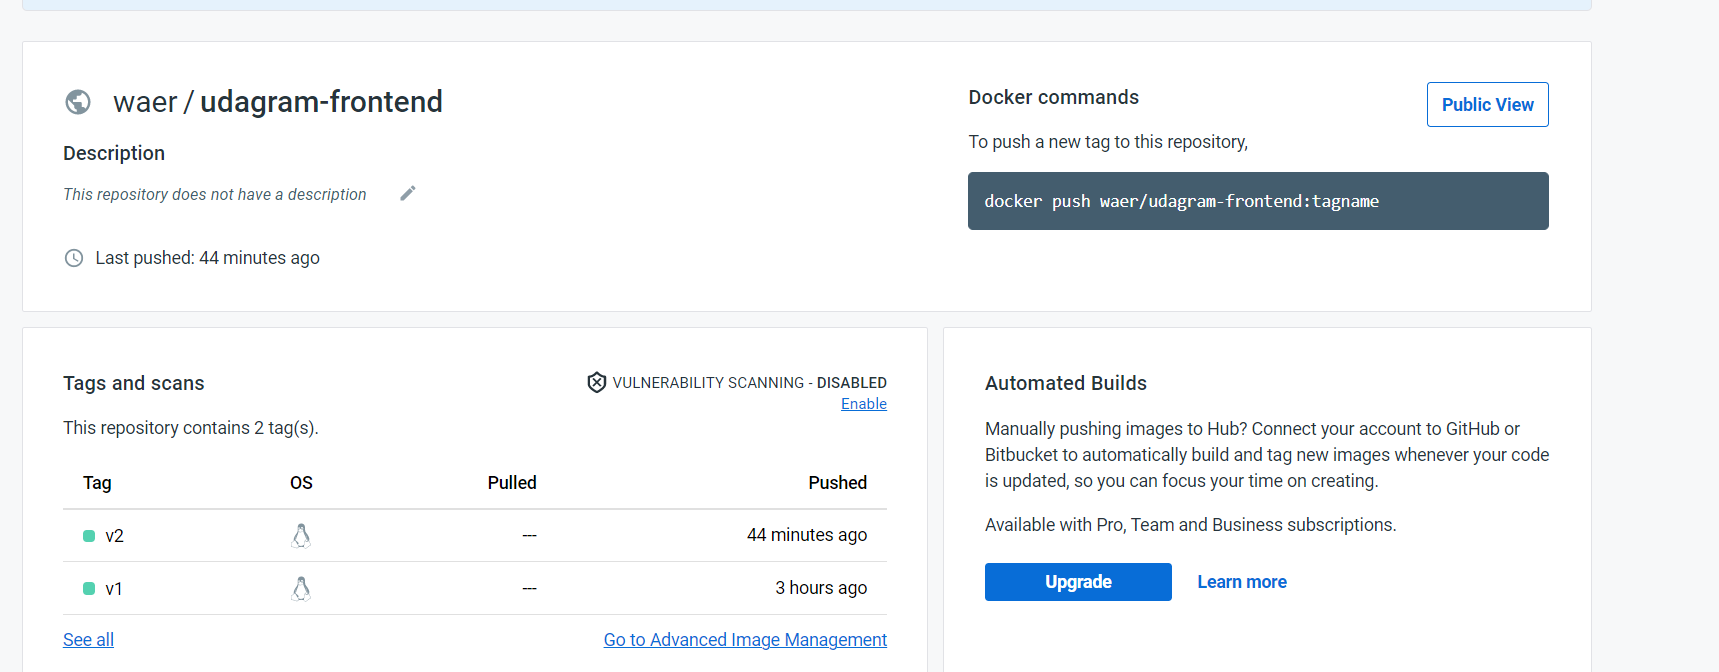 waer / udagram-frontend
Description
This repository does not have a description
Last pushed: 44 minutes ago
Docker commands
Public View
To push a new tag to this repository,
docker push waer/udagram-frontend:tagname
Tags and scans
VULNERABILITY SCANNING - DISABLED
Enable
This repository contains 2 tag(s).
Tag OS Pulled Pushed
v2 --- 44 minutes ago
v1 --- 3 hours ago
See all
Go to Advanced Image Management
Automated Builds
Manually pushing images to Hub? Connect your account to GitHub or
Bitbucket to automatically build and tag new images whenever your code
is updated, so you can focus your time on creating.
Available with Pro, Team and Business subscriptions.
Upgrade
Learn more